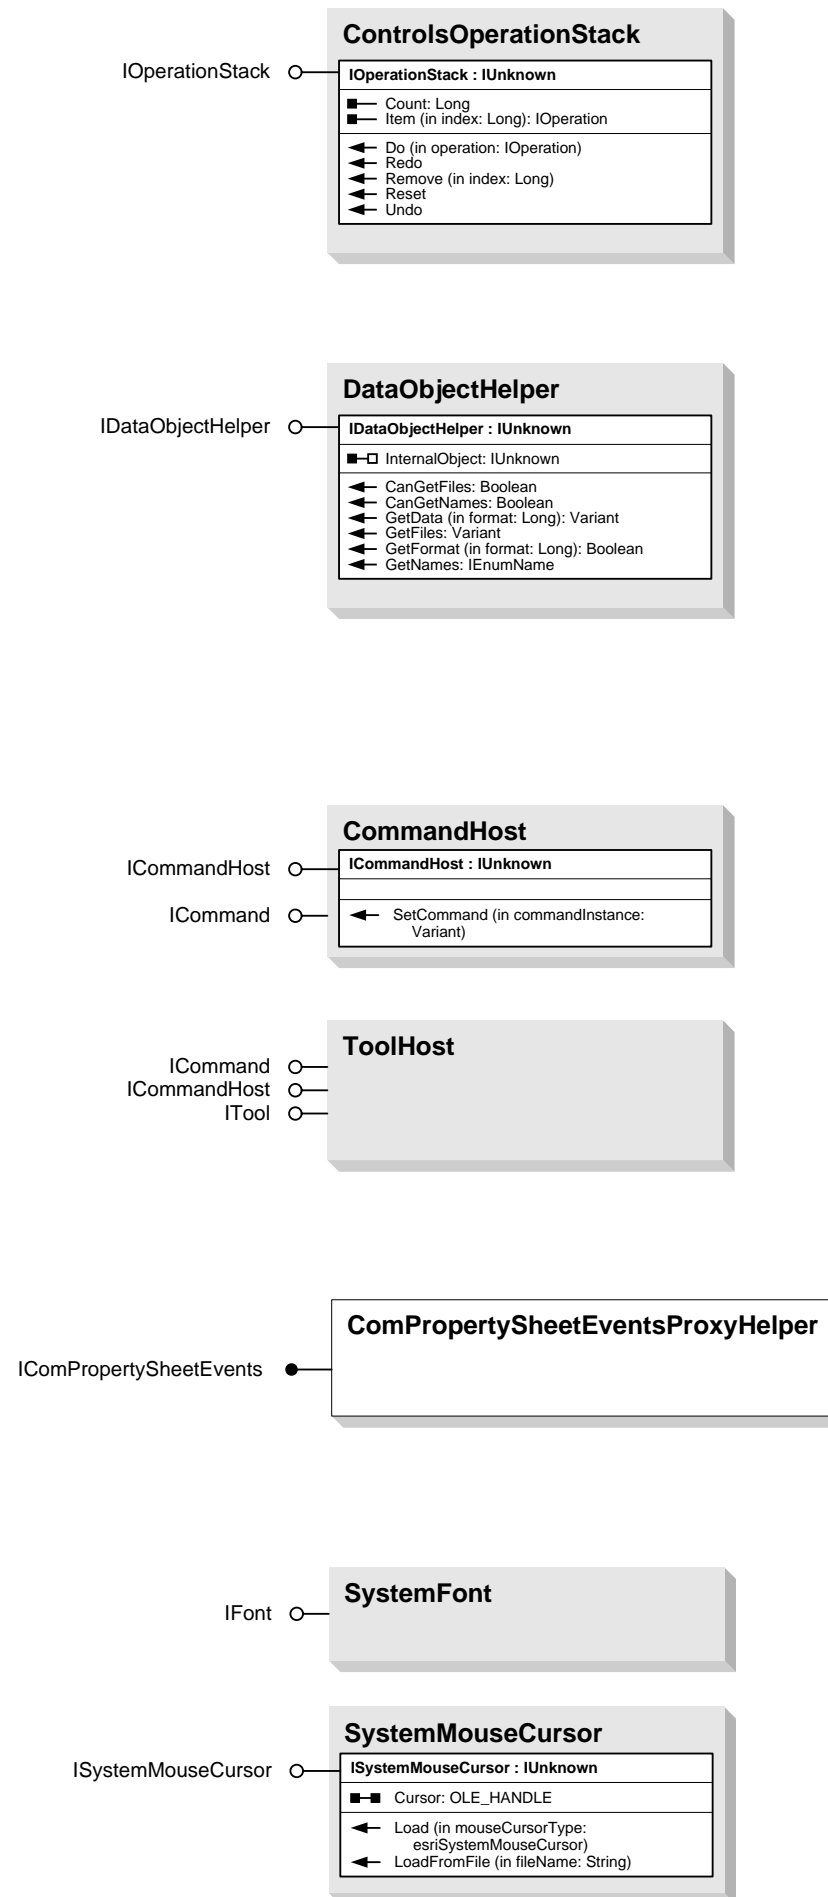 ControlsOperationStack
IOperationStack
IOperationStack : IUnknown
Count: Long
Item (in index: Long): IOperation
Do (in operation: IOperation)
Redo
Remove (in index: Long)
Reset
Undo
DataObjectHelper
IDataObjectHelper
IDataObjectHelper : IUnknown
InternalObject: IUnknown
CanGetFiles: Boolean
CanGetNames: Boolean
GetData (in format: Long): Variant
GetFiles: Variant
GetFormat (in format: Long): Boolean
GetNames: IEnumName
CommandHost
ICommandHost
ICommandHost : IUnknown
ICommand
SetCommand (in commandInstance:
Variant)
ToolHost
ICommand
ICommandHost
ITool
ComPropertySheetEventsProxyHelper
IComPropertySheetEvents
SystemFont
IFont
SystemMouseCursor
ISystemMouseCursor
ISystemMouseCursor : IUnknown
Cursor: OLE_HANDLE
Load (in mouseCursorType:
esriSystemMouseCursor)
LoadFromFile (in fileName: String)